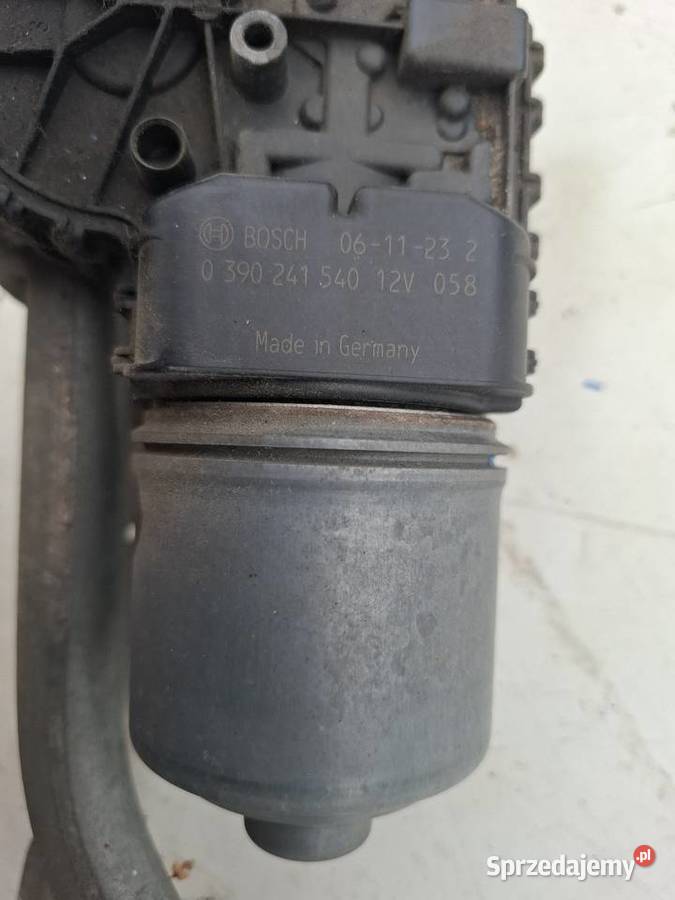 BOSCH 06-11-23 2
0 390 241 540 12V 058
Made in Germany
Sprzedajemy.pl